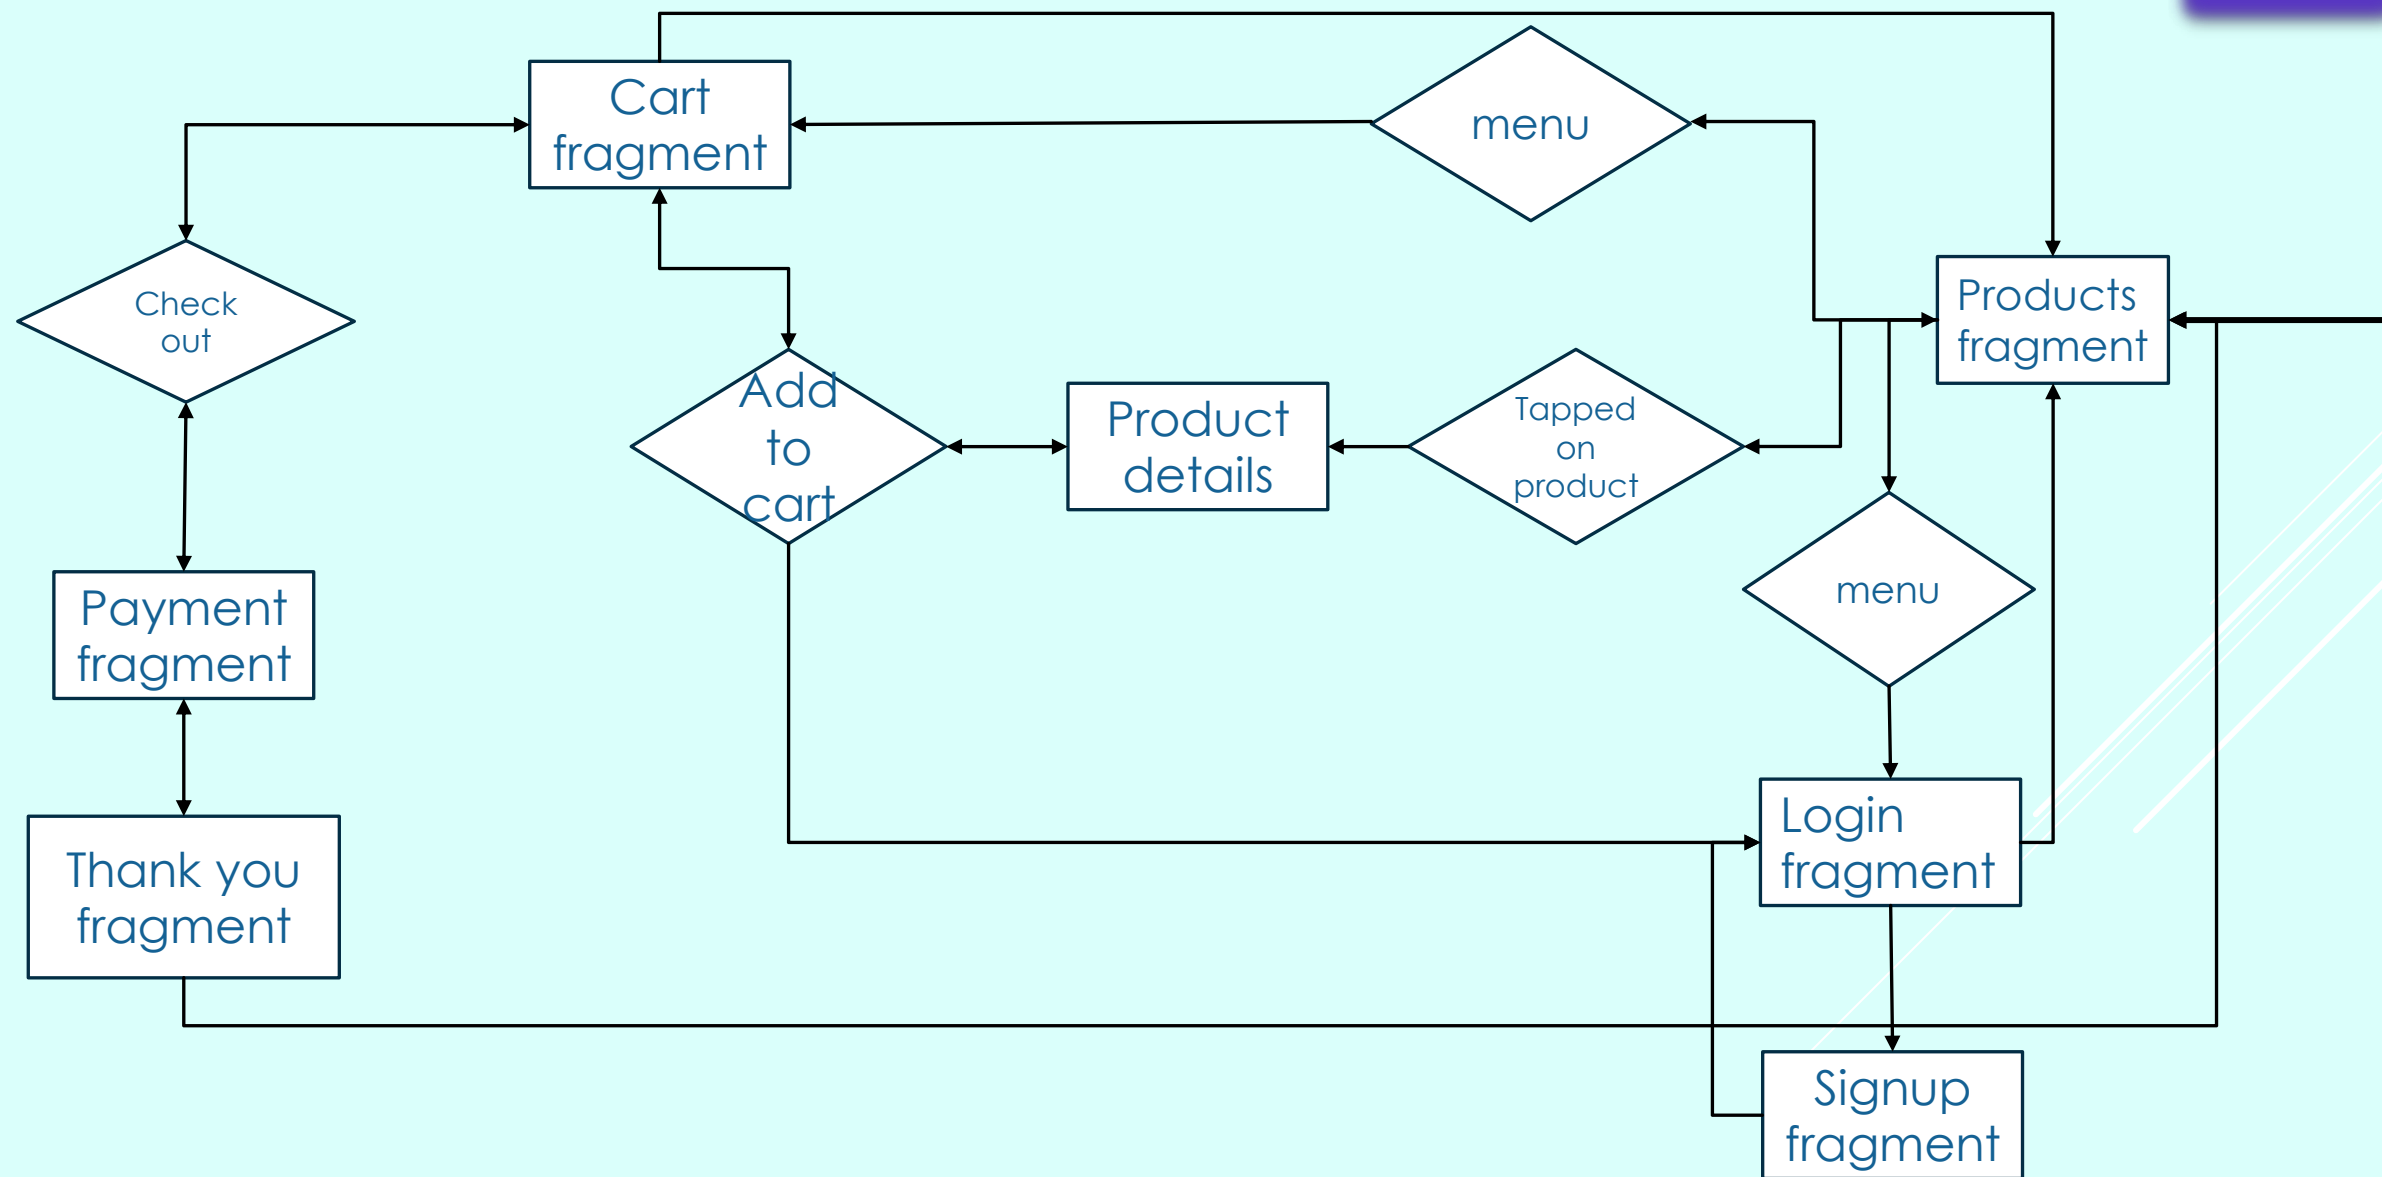 Cart
fragment
menu
Products
fragment
Check
out
Add
to
cart
Product
details
Tapped
on
product
menu
Payment
fragment
Login
fragment
Thank you
fragment
Signup
fragment